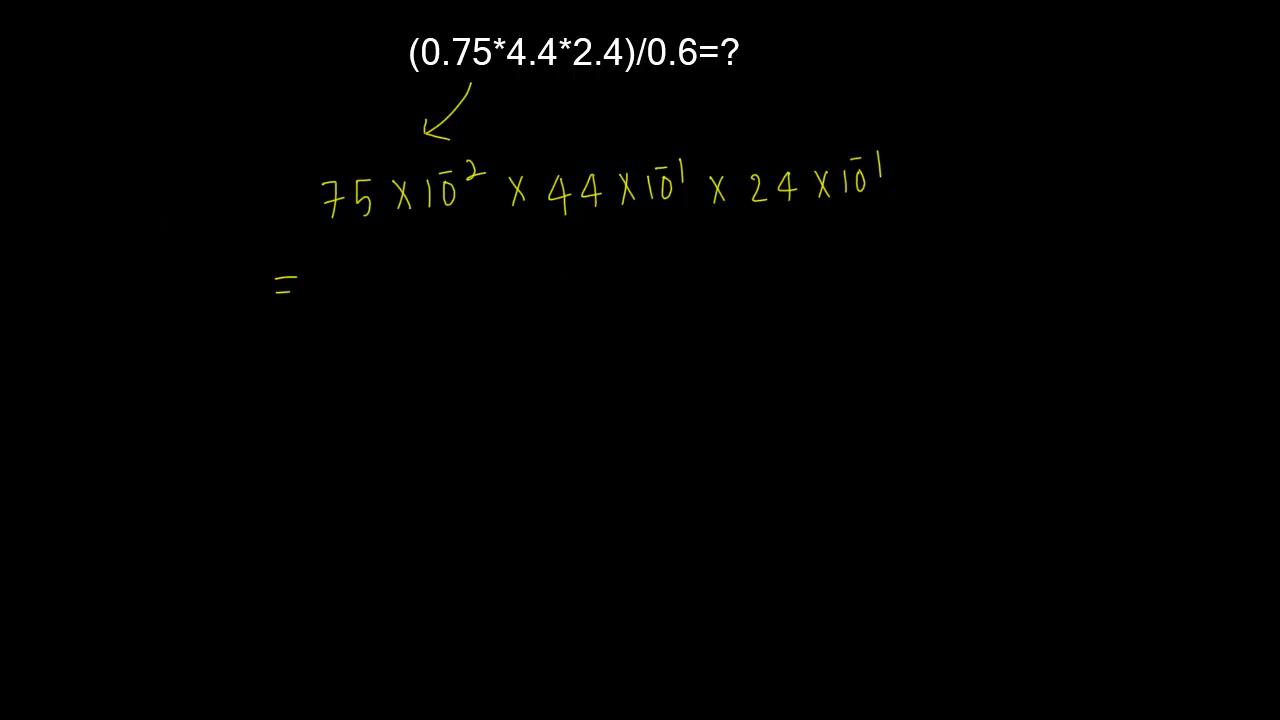 (0.75*4.4*2.4)/0.6=?
75 × 10⁻² × 44 × 10⁻¹ × 24 × 10⁻¹
=